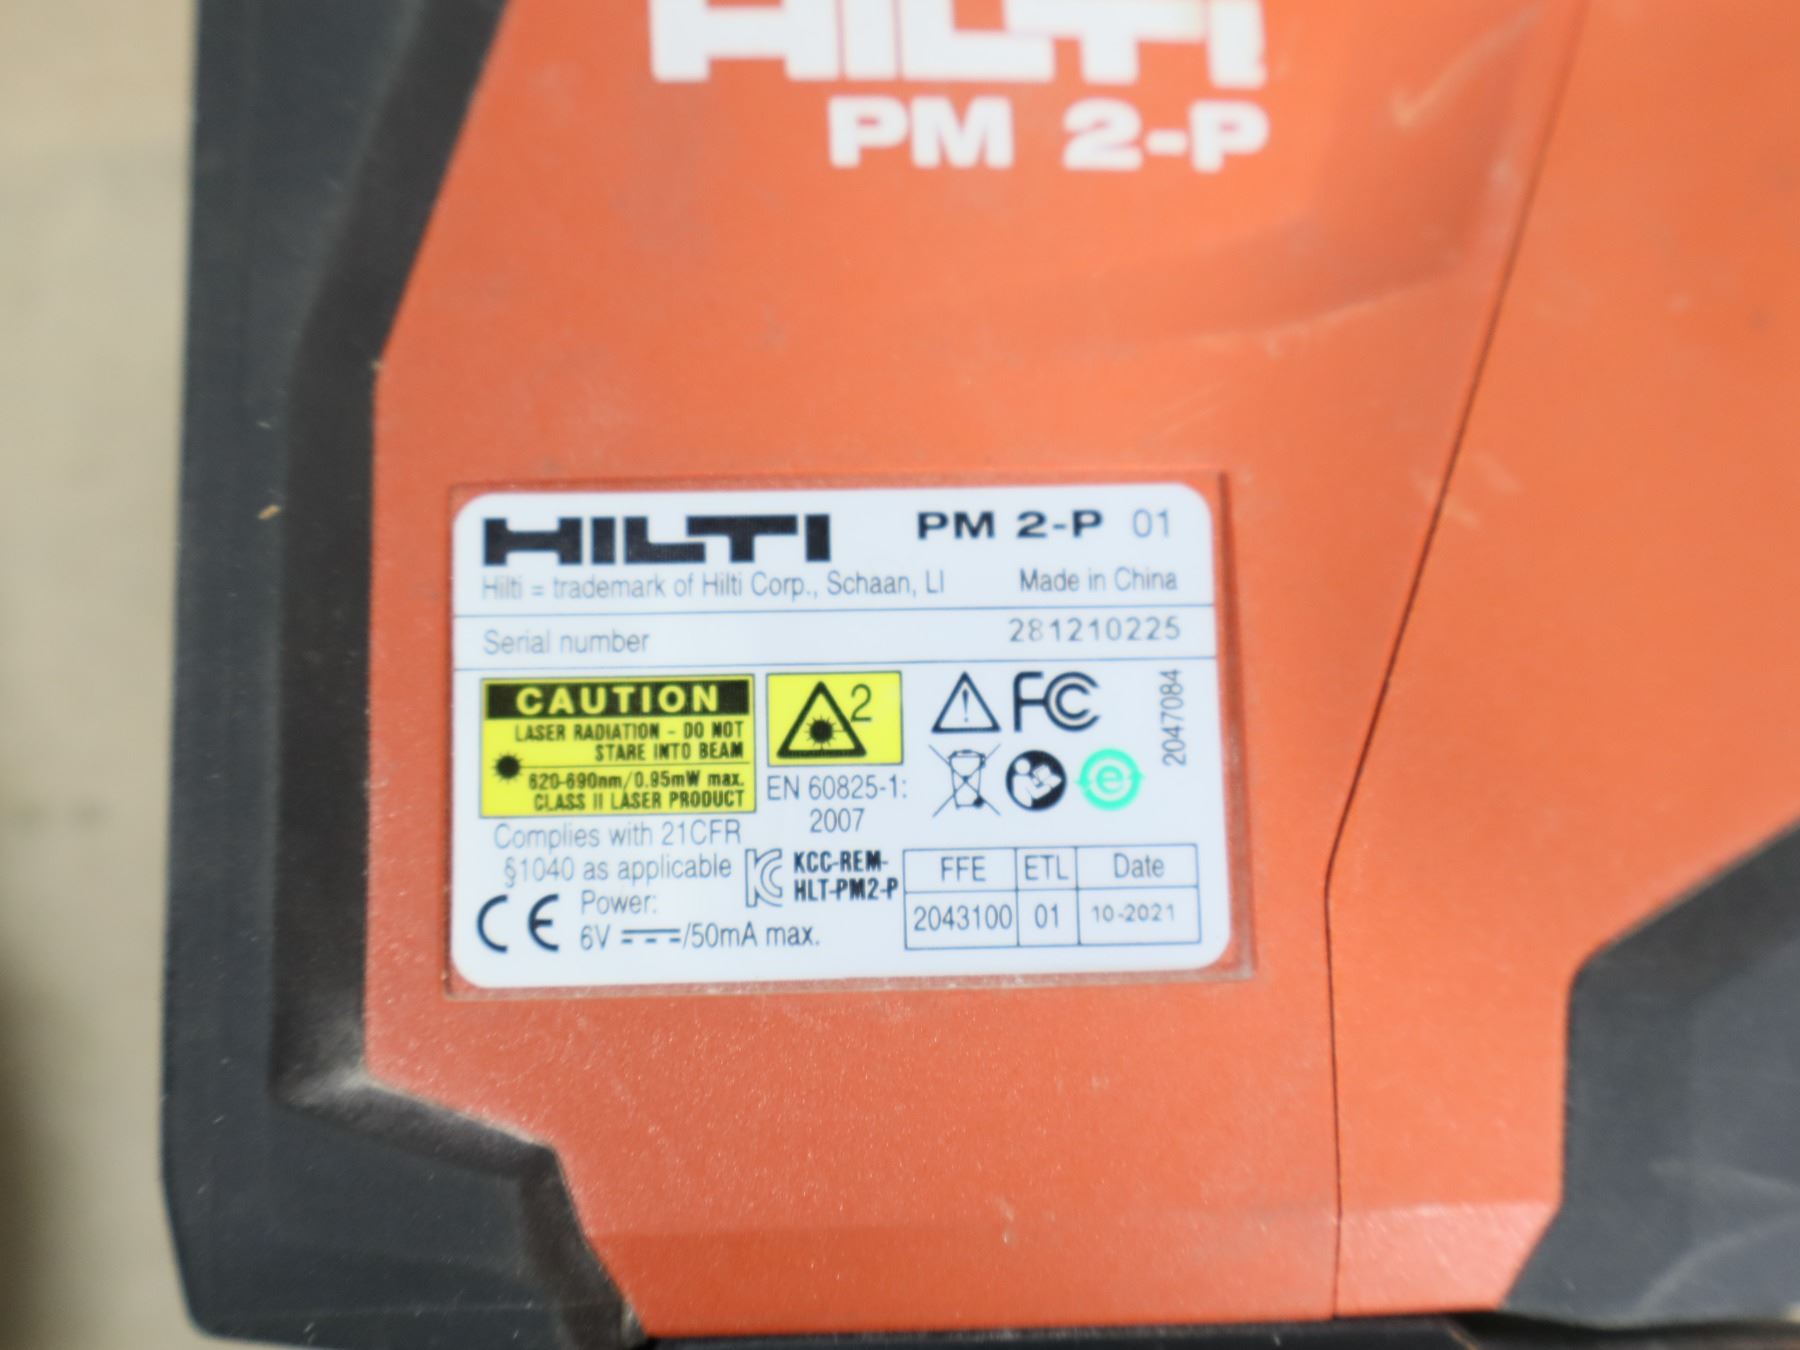 HILTI
PM 2-P
HILTI PM 2-P 01
Hilti = trademark of Hilti Corp., Schaan, LI Made in China
Serial number 281210225
CAUTION
LASER RADIATION - DO NOT
STARE INTO BEAM
620-690nm/0.95mW max.
CLASS II LASER PRODUCT
2
EN 60825-1:
2007
FC
2047084
e
Complies with 21CFR
§1040 as applicable
KC
KCC-REM-
HLT-PM2-P
CE
Power:
6V ⎓/50mA max.
FFE ETL Date
2043100 01 10-2021